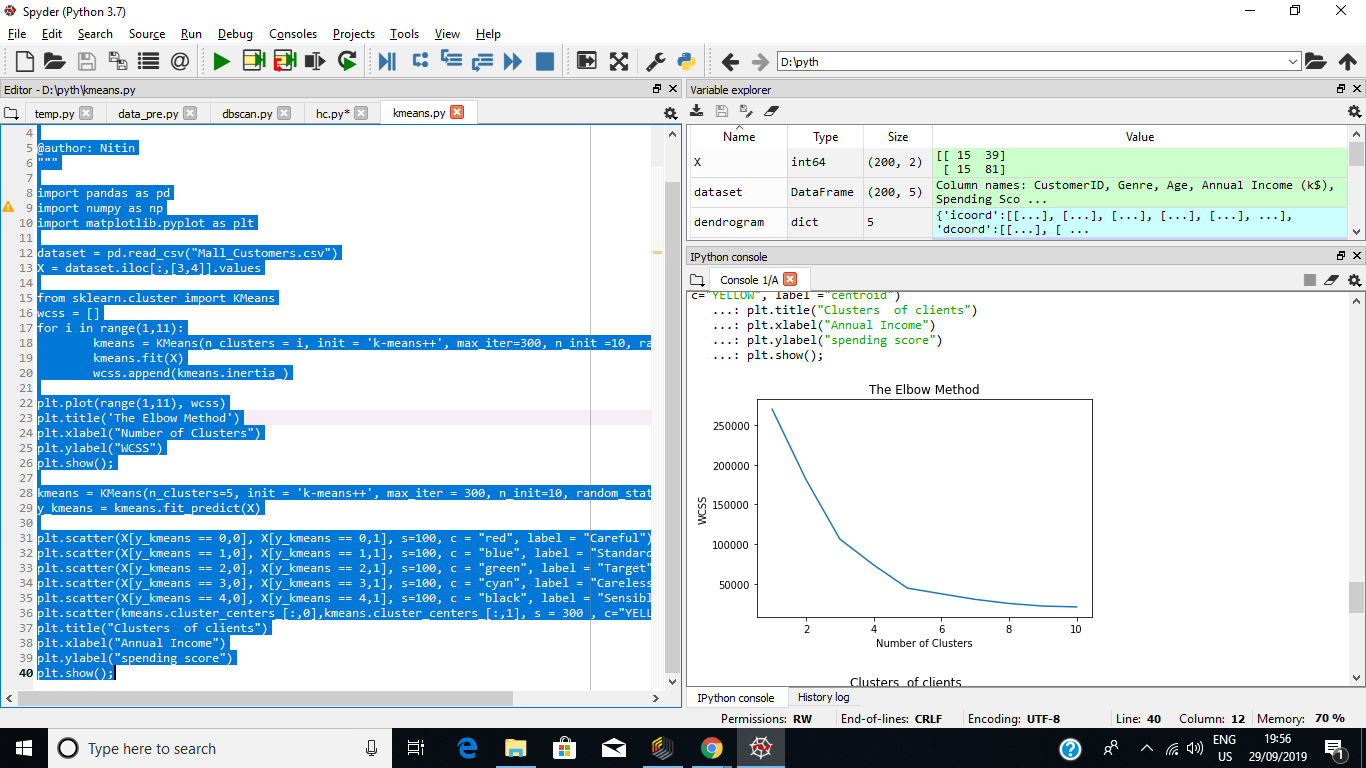 Spyder (Python 3.7)
File Edit Search Source Run Debug Consoles Projects Tools View Help
D:\pyth
Editor - D:\pyth\kmeans.py
temp.py data_pre.py dbscan.py hc.py* kmeans.py
4
5 @author: Nitin
6 """
7
8 import pandas as pd
9 import numpy as np
10 import matplotlib.pyplot as plt
11
12 dataset = pd.read_csv("Mall_Customers.csv")
13 X = dataset.iloc[:,[3,4]].values
14
15 from sklearn.cluster import KMeans
16 wcss = []
17 for i in range(1,11):
18 kmeans = KMeans(n_clusters = i, init = 'k-means++', max_iter=300, n_init =10, ra
19 kmeans.fit(X)
20 wcss.append(kmeans.inertia_)
21
22 plt.plot(range(1,11), wcss)
23 plt.title('The Elbow Method')
24 plt.xlabel("Number of Clusters")
25 plt.ylabel("WCSS")
26 plt.show();
27
28 kmeans = KMeans(n_clusters=5, init = 'k-means++', max_iter = 300, n_init=10, random_stat
29 y_kmeans = kmeans.fit_predict(X)
30
31 plt.scatter(X[y_kmeans == 0,0], X[y_kmeans == 0,1], s=100, c = "red", label = "Careful")
32 plt.scatter(X[y_kmeans == 1,0], X[y_kmeans == 1,1], s=100, c = "blue", label = "Standard
33 plt.scatter(X[y_kmeans == 2,0], X[y_kmeans == 2,1], s=100, c = "green", label = "Target"
34 plt.scatter(X[y_kmeans == 3,0], X[y_kmeans == 3,1], s=100, c = "cyan", label = "Careless
35 plt.scatter(X[y_kmeans == 4,0], X[y_kmeans == 4,1], s=100, c = "black", label = "Sensibl
36 plt.scatter(kmeans.cluster_centers_[:,0],kmeans.cluster_centers_[:,1], s = 300 , c="YELL
37 plt.title("Clusters  of clients")
38 plt.xlabel("Annual Income")
39 plt.ylabel("spending score")
40 plt.show();
Variable explorer
Name Type Size Value
X int64 (200, 2) [[ 15  39]
[ 15  81]
dataset DataFrame (200, 5) Column names: CustomerID, Genre, Age, Annual Income (k$),
Spending Sco ...
dendrogram dict 5 {'icoord':[[...], [...], [...], [...], [...], ...],
'dcoord':[[...], [ ...
IPython console
Console 1/A
c="YELLOW", label ="centroid")
...: plt.title("Clusters  of clients")
...: plt.xlabel("Annual Income")
...: plt.ylabel("spending score")
...: plt.show();
The Elbow Method
250000
200000
150000
100000
50000
WCSS
2 4 6 8 10
Number of Clusters
Clusters  of clients
IPython console History log
Permissions: RW End-of-lines: CRLF Encoding: UTF-8 Line: 40 Column: 12 Memory: 70 %
Type here to search
ENG
US
19:56
29/09/2019
1